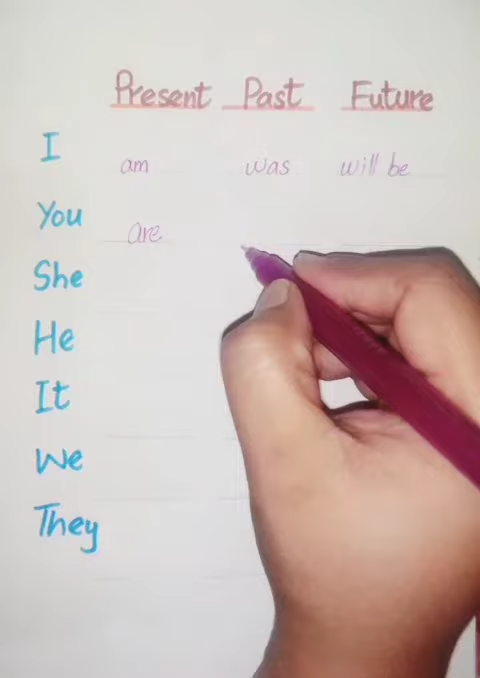 Present Past Future
I am was will be
You are
She
He
It
We
They